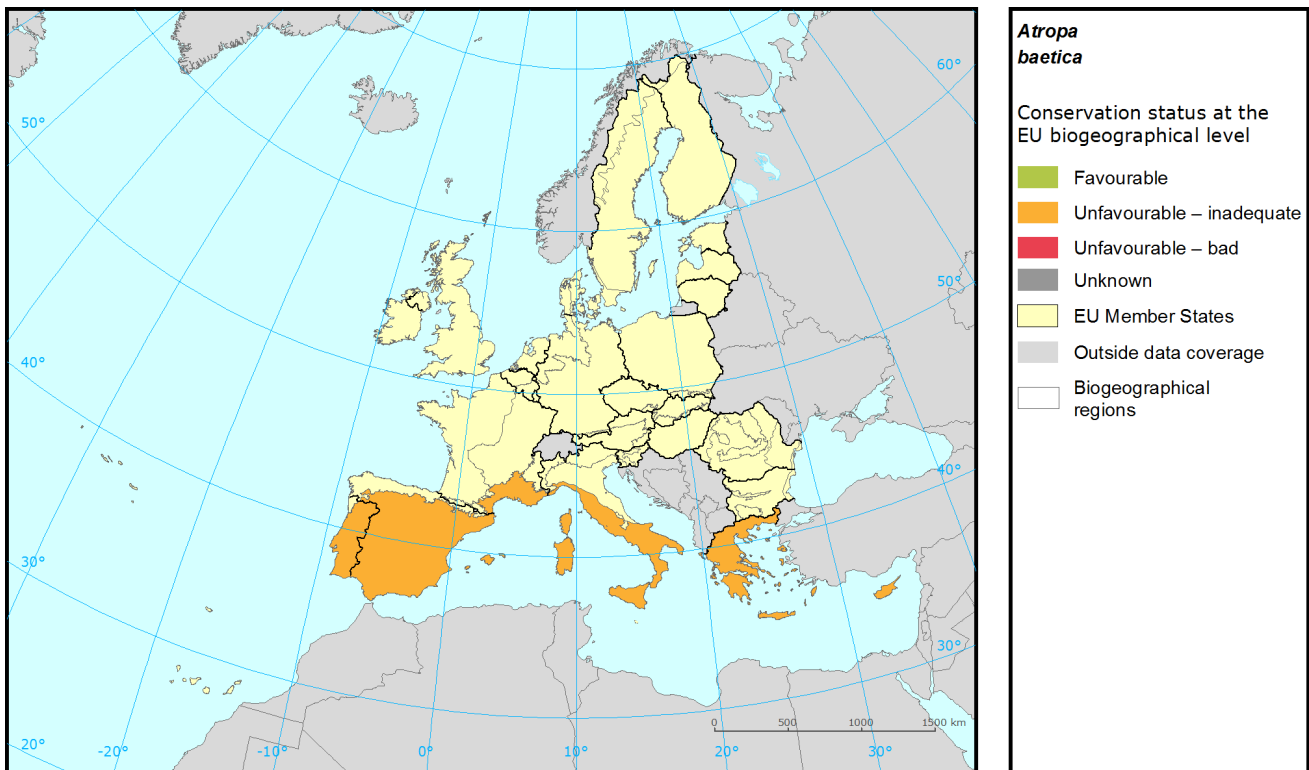 Atropa
baetica
Conservation status at the
EU biogeographical level
Favourable
Unfavourable – inadequate
Unfavourable – bad
Unknown
EU Member States
Outside data coverage
Biogeographical
regions
60°
50°
50°
40°
40°
30°
30°
20°
-20°
-10°
0°
10°
20°
30°
0 500 1000 1500 km